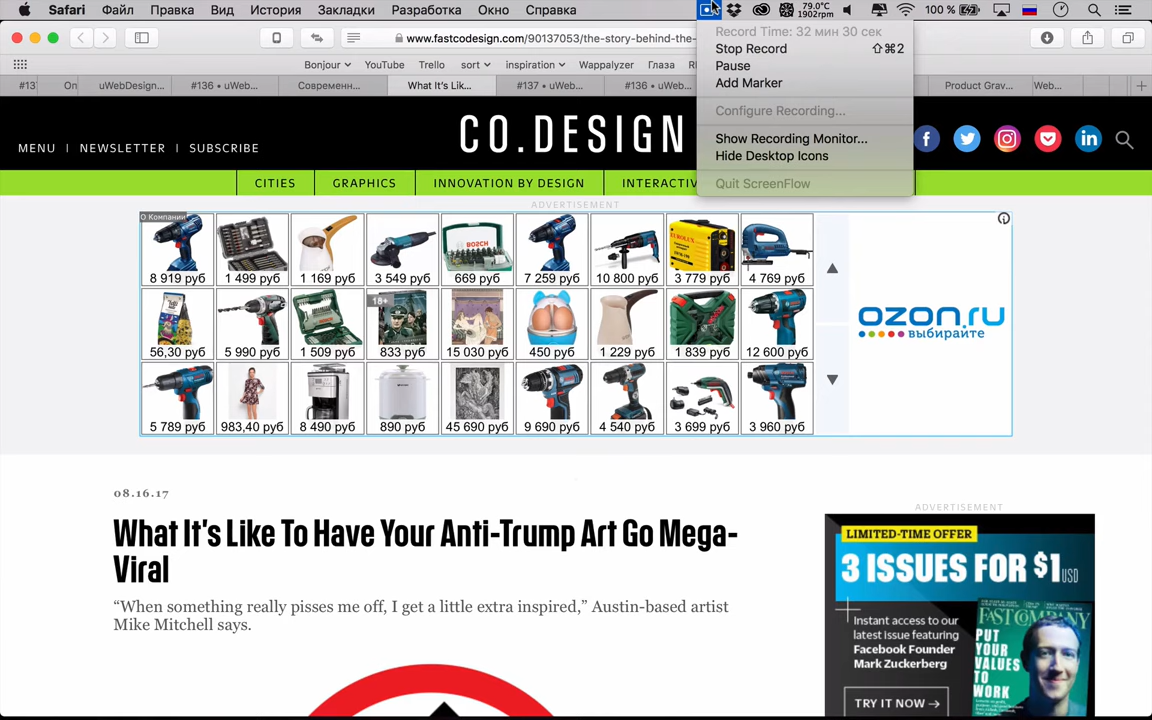 Safari Файл Правка Вид История Закладки Разработка Окно Справка
79.0°C
1902rpm
100 %
www.fastcodesign.com/90137053/the-story-behind-the-
Bonjour YouTube Trello sort inspiration Wappalyzer Глаза
#13 On uWebDesign... #136 • uWeb... Современн... What It's Lik... #137 • uWeb... #136 • uWeb... Product Grav... Web...
Record Time: 32 мин 30 сек
Stop Record ⇧⌘2
Pause
Add Marker
Configure Recording...
Show Recording Monitor...
Hide Desktop Icons
Quit ScreenFlow
MENU | NEWSLETTER | SUBSCRIBE
CO.DESIGN
CITIES GRAPHICS INNOVATION BY DESIGN INTERACTIV
ADVERTISEMENT
О Компании
8 919 руб 1 499 руб 1 169 руб 3 549 руб 669 руб 7 259 руб 10 800 руб 3 779 руб 4 769 руб
BOSCH
18+
56,30 руб 5 990 руб 1 509 руб 833 руб 15 030 руб 450 руб 1 229 руб 1 839 руб 12 600 руб
5 789 руб 983,40 руб 8 490 руб 890 руб 45 690 руб 9 690 руб 4 540 руб 3 699 руб 3 960 руб
OZON.RU
выбирайте
08.16.17
What It's Like To Have Your Anti-Trump Art Go Mega-
Viral
“When something really pisses me off, I get a little extra inspired,” Austin-based artist
Mike Mitchell says.
ADVERTISEMENT
LIMITED-TIME OFFER
3 ISSUES FOR $1 USD
Instant access to our
latest issue featuring
Facebook Founder
Mark Zuckerberg
TRY IT NOW →
FAST COMPANY
PUT
YOUR
VALUES
TO
WORK